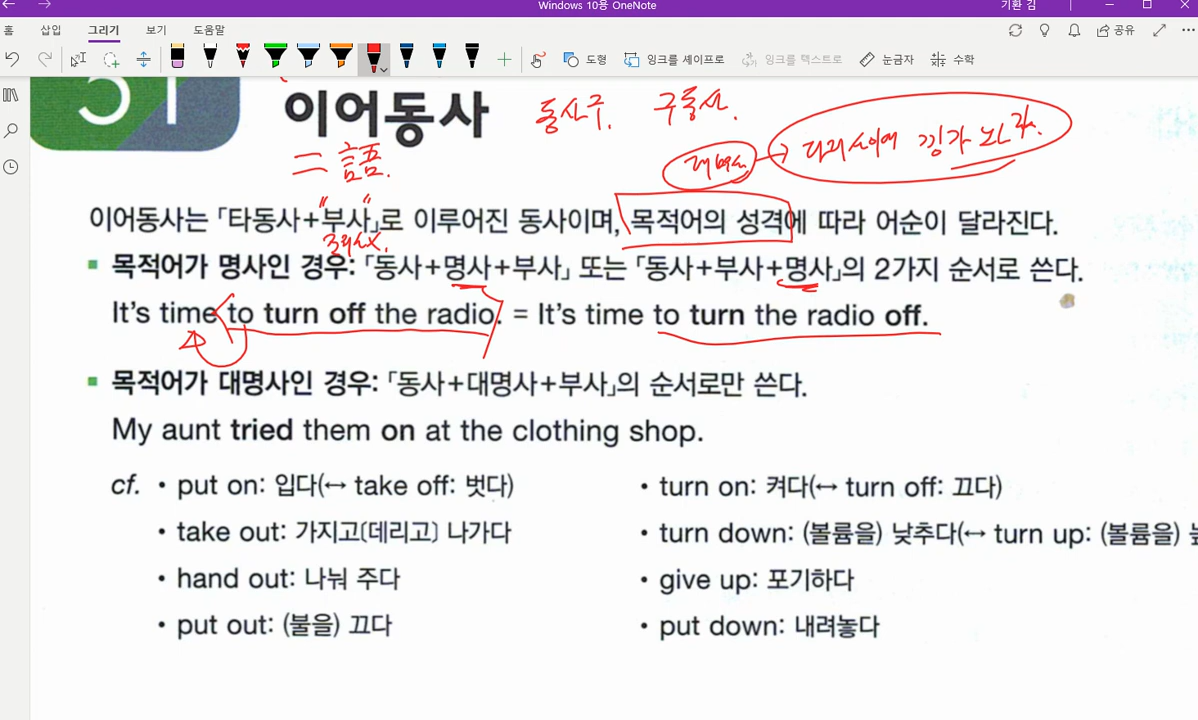 Windows 10용 OneNote
기환 김
홈 삽입 그리기 보기 도움말
공유
도형 잉크를 셰이프로 잉크를 텍스트로 눈금자 수학
51
이어동사 동사구. 구동사.
二 語. 대명사 → 다리 사이에 낑가 노라.
이어동사는 「타동사+"부사"」로 이루어진 동사이며, 목적어의 성격에 따라 어순이 달라진다.
▪ 목적어가 명사인 경우: 「동사+명사+부사」 또는 「동사+부사+명사」의 2가지 순서로 쓴다.
It's time to turn off the radio. = It's time to turn the radio off.
▪ 목적어가 대명사인 경우: 「동사+대명사+부사」의 순서로만 쓴다.
My aunt tried them on at the clothing shop.
cf. • put on: 입다(↔ take off: 벗다) • turn on: 켜다(↔ turn off: 끄다)
• take out: 가지고〔데리고〕 나가다 • turn down: (볼륨을) 낮추다(↔ turn up: (볼륨을)
• hand out: 나눠 주다 • give up: 포기하다
• put out: (불을) 끄다 • put down: 내려놓다